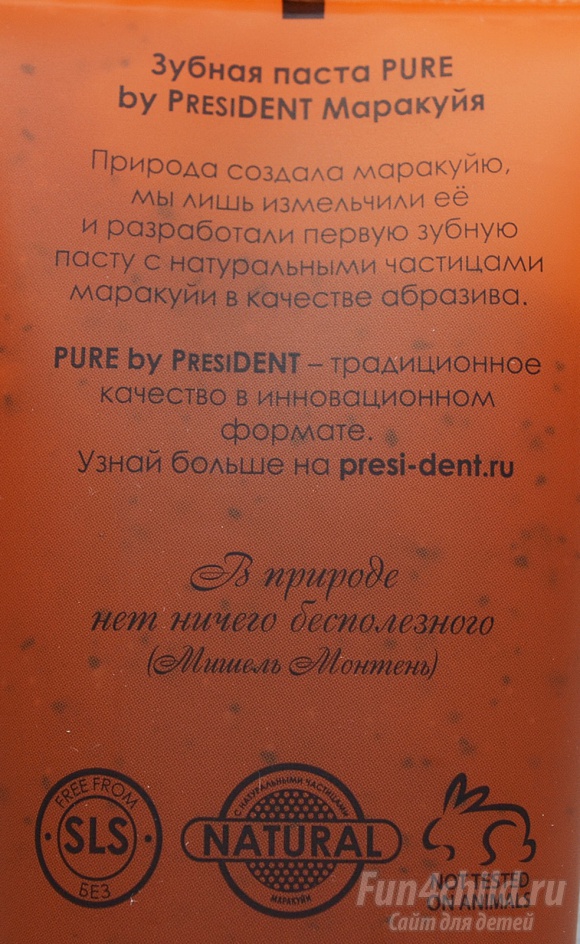 Зубная паста PURE
by PRESIDENT Маракуйя
Природа создала маракуйю,
мы лишь измельчили её
и разработали первую зубную
пасту с натуральными частицами
маракуйи в качестве абразива.
PURE by PRESIDENT – традиционное
качество в инновационном
формате.
Узнай больше на presi-dent.ru
В природе
нет ничего бесполезного
(Мишель Монтень)
FREE FROM
SLS
БЕЗ
С НАТУРАЛЬНЫМИ ЧАСТИЦАМИ
NATURAL
МАРАКУЙИ
NOT TESTED
ON ANIMALS
Fun4child.ru
Сайт для детей